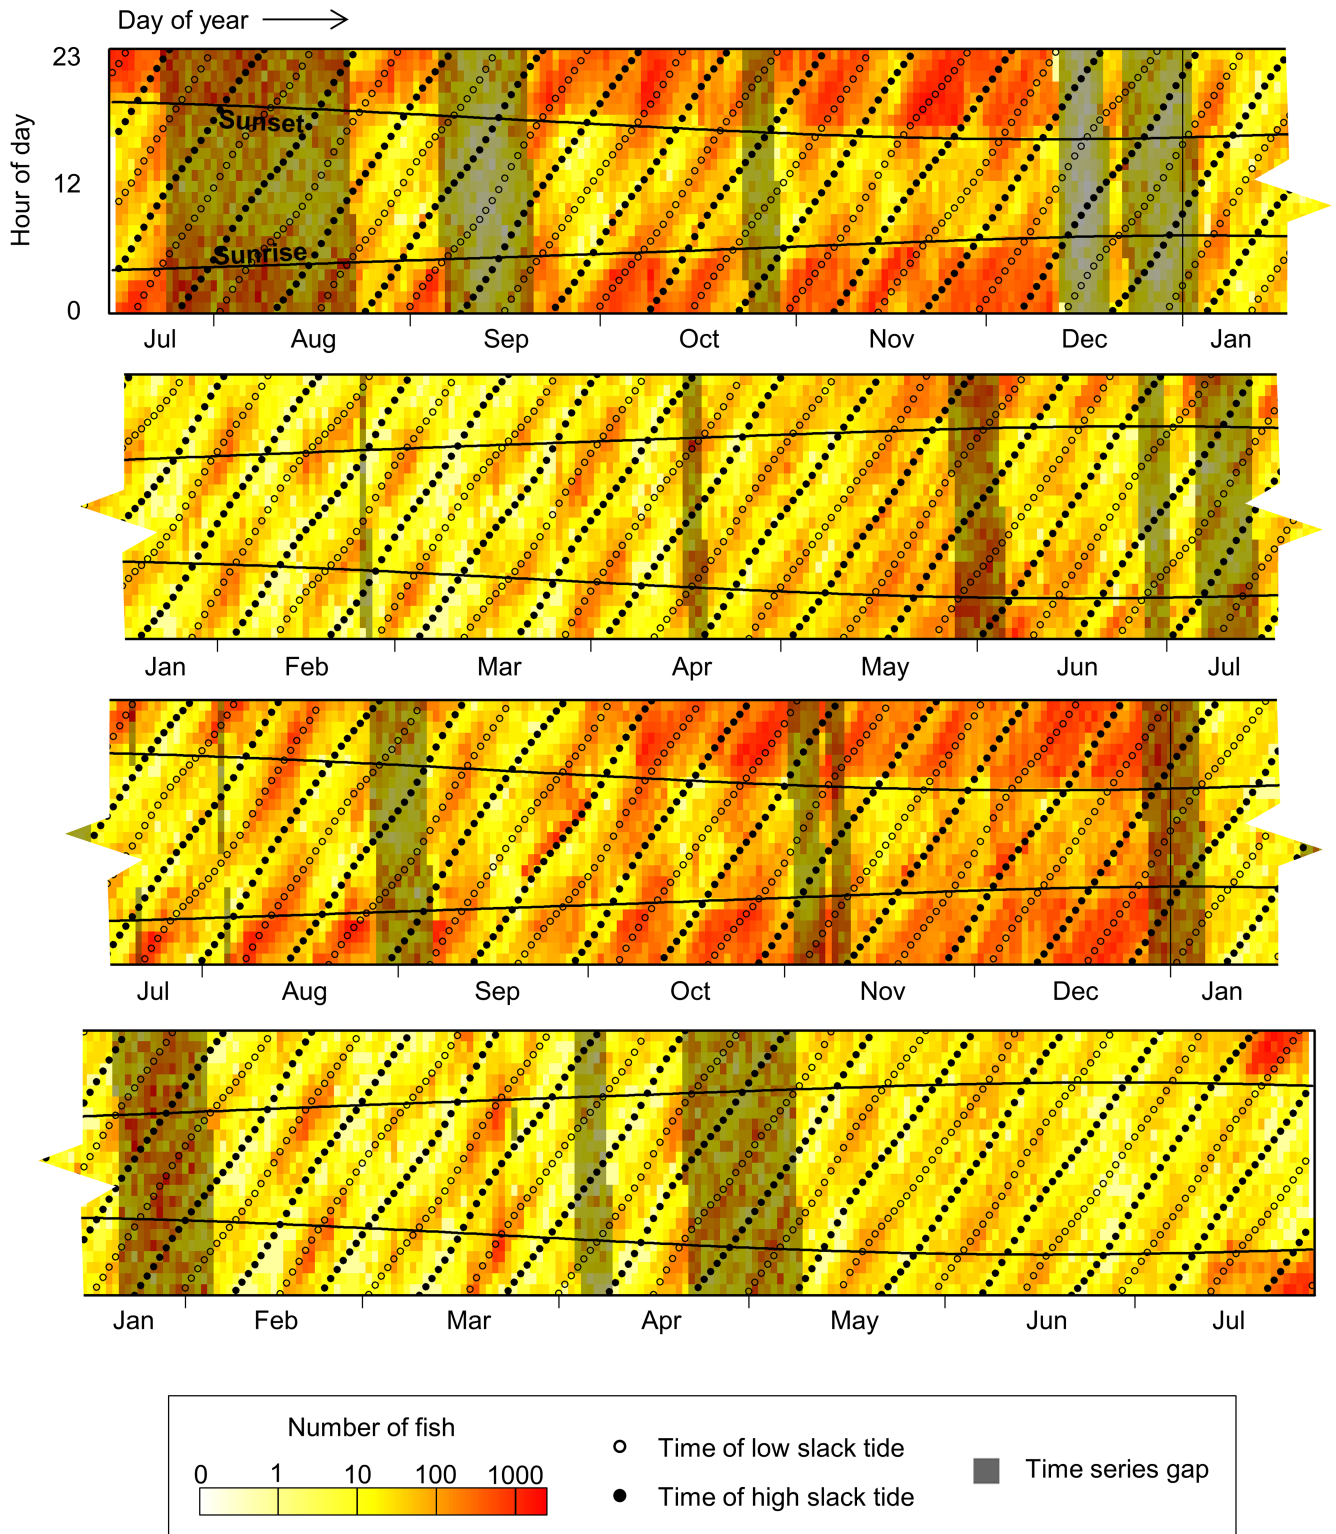 Day of year
23
Sunset
Hour of day
12
Sunrise
0
Jul Aug Sep Oct Nov Dec Jan
Jan Feb Mar Apr May Jun Jul
Jul Aug Sep Oct Nov Dec Jan
Jan Feb Mar Apr May Jun Jul
Number of fish
0 1 10 100 1000
Time of low slack tide
Time of high slack tide
Time series gap